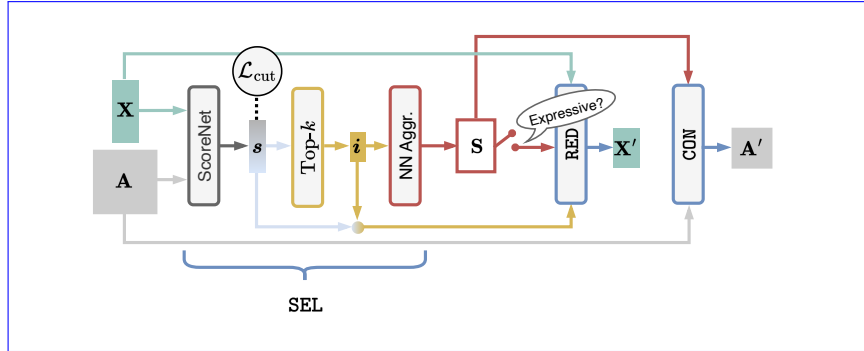 𝓛cut
X
A
ScoreNet
s
Top-k
i
NN Aggr.
S
Expressive?
RED
X′
CON
A′
SEL